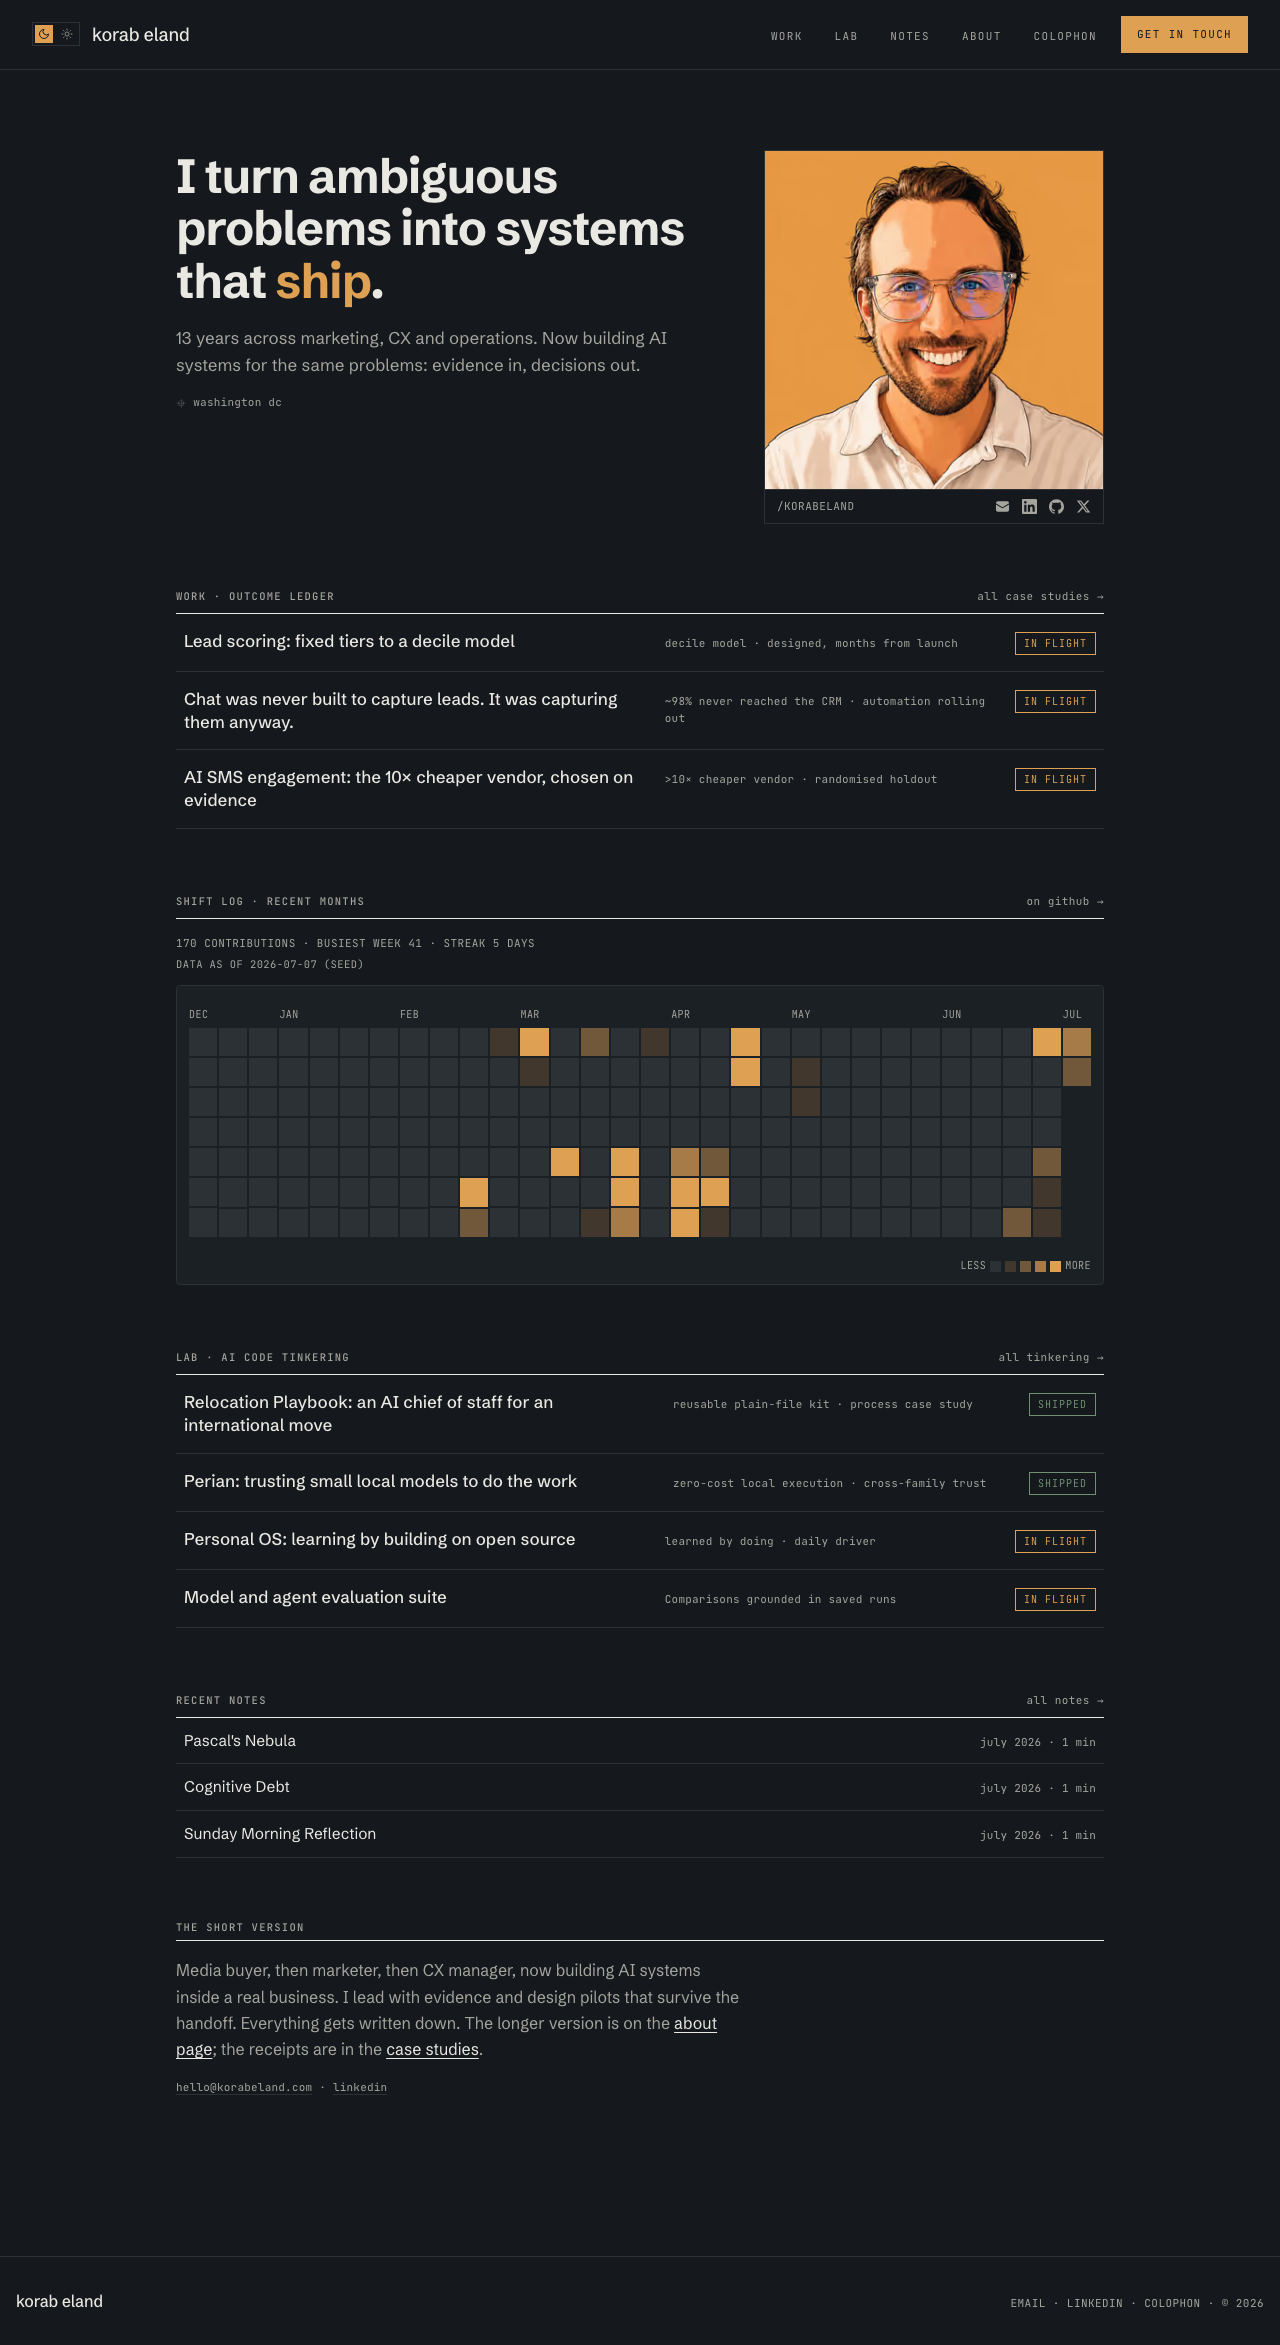 korab eland
WORK LAB NOTES ABOUT COLOPHON GET IN TOUCH
I turn ambiguous
problems into systems
that ship.
13 years across marketing, CX and operations. Now building AI
systems for the same problems: evidence in, decisions out.
washington dc
/KORABELAND
WORK · OUTCOME LEDGER all case studies →
Lead scoring: fixed tiers to a decile model decile model · designed, months from launch IN FLIGHT
Chat was never built to capture leads. It was capturing
them anyway.
~98% never reached the CRM · automation rolling
out
IN FLIGHT
AI SMS engagement: the 10× cheaper vendor, chosen on
evidence
>10× cheaper vendor · randomised holdout IN FLIGHT
SHIFT LOG · RECENT MONTHS on github →
170 CONTRIBUTIONS · BUSIEST WEEK 41 · STREAK 5 DAYS
DATA AS OF 2026-07-07 (SEED)
DEC JAN FEB MAR APR MAY JUN JUL
LESS MORE
LAB · AI CODE TINKERING all tinkering →
Relocation Playbook: an AI chief of staff for an
international move
reusable plain-file kit · process case study SHIPPED
Perian: trusting small local models to do the work zero-cost local execution · cross-family trust SHIPPED
Personal OS: learning by building on open source learned by doing · daily driver IN FLIGHT
Model and agent evaluation suite Comparisons grounded in saved runs IN FLIGHT
RECENT NOTES all notes →
Pascal's Nebula july 2026 · 1 min
Cognitive Debt july 2026 · 1 min
Sunday Morning Reflection july 2026 · 1 min
THE SHORT VERSION
Media buyer, then marketer, then CX manager, now building AI systems
inside a real business. I lead with evidence and design pilots that survive the
handoff. Everything gets written down. The longer version is on the about
page; the receipts are in the case studies.
hello@korabeland.com · linkedin
korab eland EMAIL · LINKEDIN · COLOPHON · © 2026